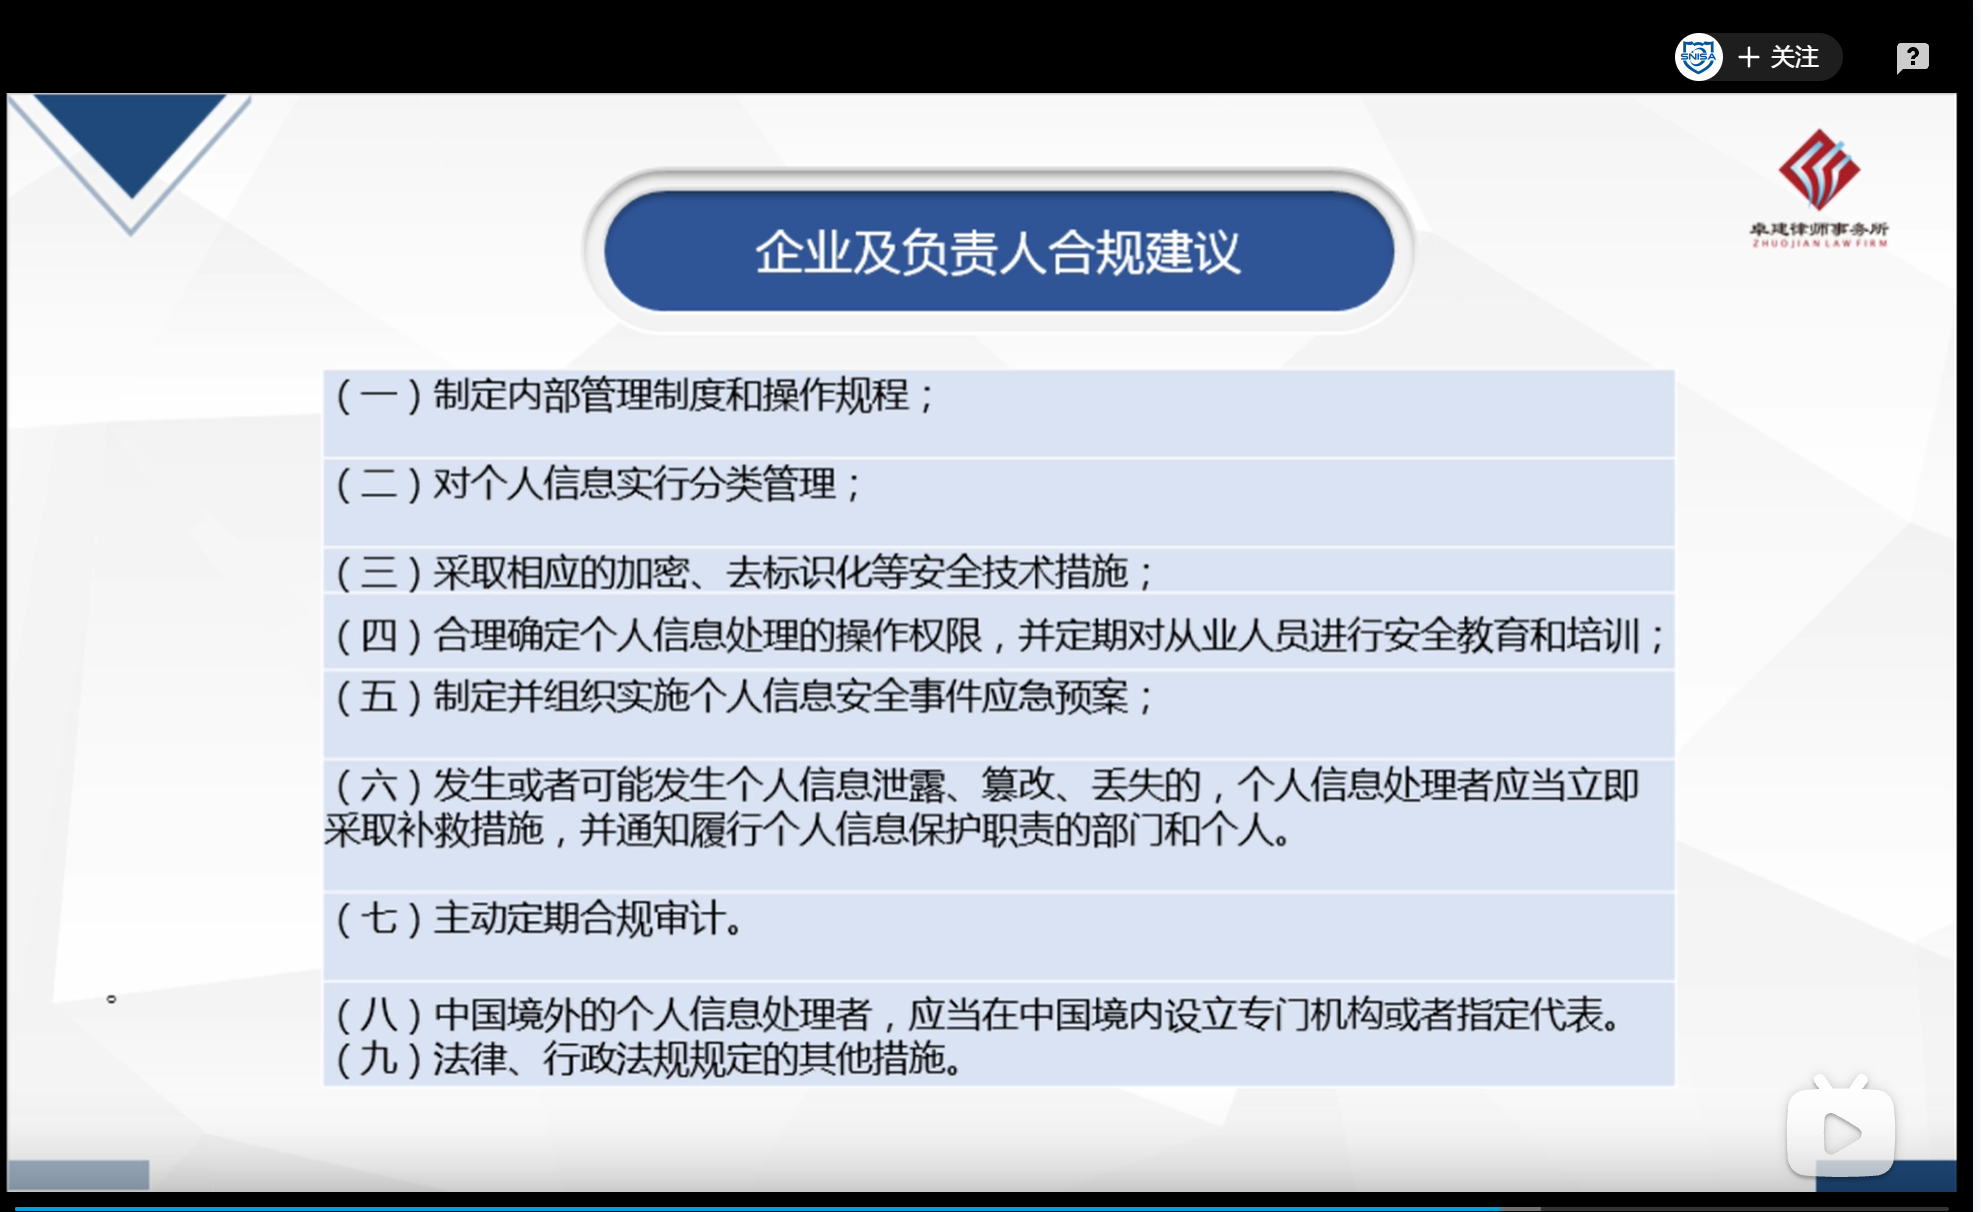 SNISA
+ 关注
?
卓建律师事务所
ZHUOJIAN LAW FIRM
企业及负责人合规建议
（一）制定内部管理制度和操作规程；
（二）对个人信息实行分类管理；
（三）采取相应的加密、去标识化等安全技术措施；
（四）合理确定个人信息处理的操作权限，并定期对从业人员进行安全教育和培训；
（五）制定并组织实施个人信息安全事件应急预案；
（六）发生或者可能发生个人信息泄露、篡改、丢失的，个人信息处理者应当立即
采取补救措施，并通知履行个人信息保护职责的部门和个人。
（七）主动定期合规审计。
（八）中国境外的个人信息处理者，应当在中国境内设立专门机构或者指定代表。
（九）法律、行政法规规定的其他措施。
。